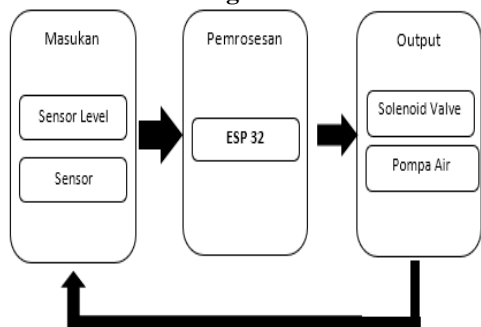 Masukan
Sensor Level
Sensor
Pemrosesan
ESP 32
Output
Solenoid Valve
Pompa Air